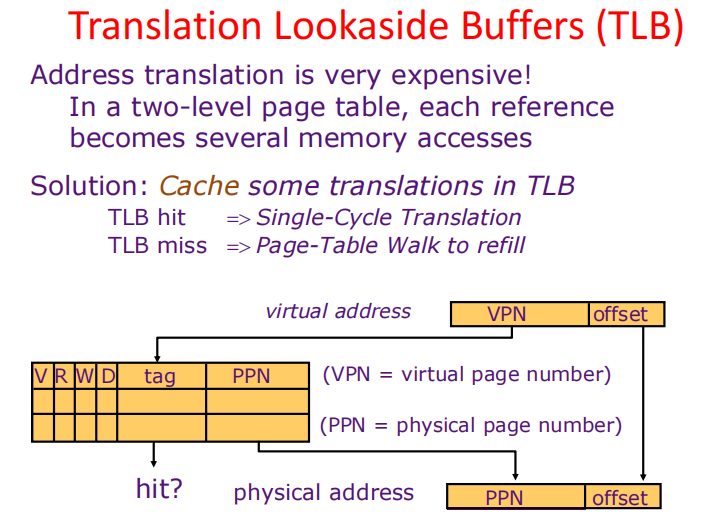 Translation Lookaside Buffers (TLB)
Address translation is very expensive!
In a two-level page table, each reference
becomes several memory accesses
Solution: Cache some translations in TLB
TLB hit => Single-Cycle Translation
TLB miss => Page-Table Walk to refill
virtual address VPN offset
V R W D tag PPN (VPN = virtual page number)
(PPN = physical page number)
hit? physical address PPN offset